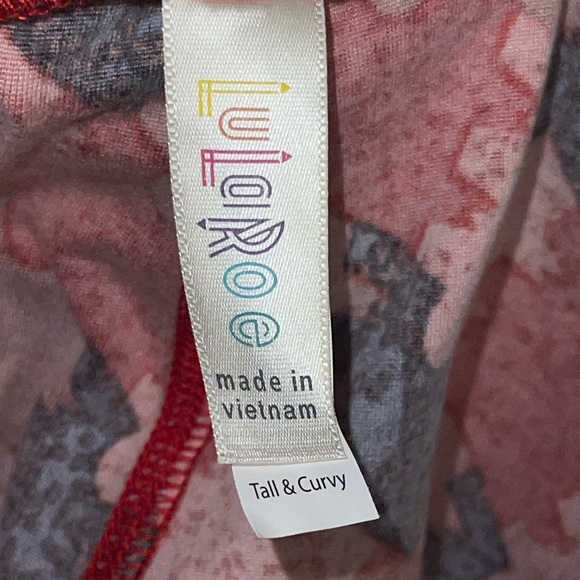 LuLaRoe
made in
vietnam
Tall & Curvy